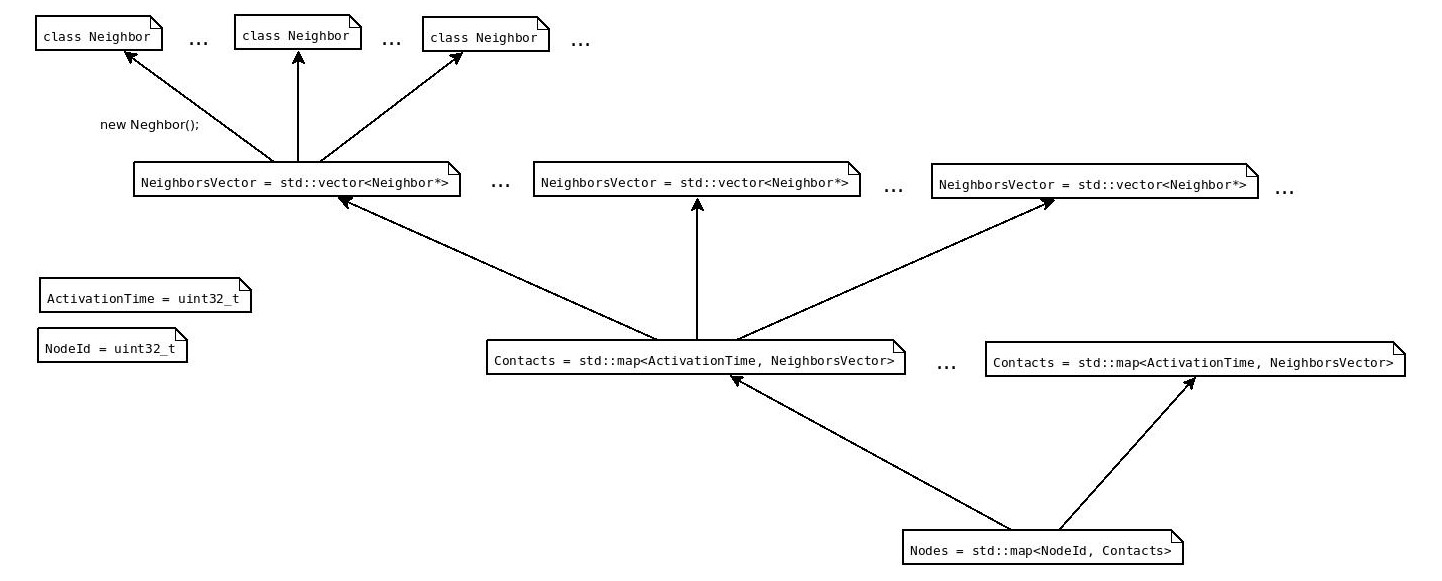 class Neighbor
...
class Neighbor
...
class Neighbor
...
new Neghbor();
NeighborsVector = std::vector<Neighbor*>
...
NeighborsVector = std::vector<Neighbor*>
...
NeighborsVector = std::vector<Neighbor*>
...
ActivationTime = uint32_t
NodeId = uint32_t
Contacts = std::map<ActivationTime, NeighborsVector>
...
Contacts = std::map<ActivationTime, NeighborsVector>
Nodes = std::map<NodeId, Contacts>